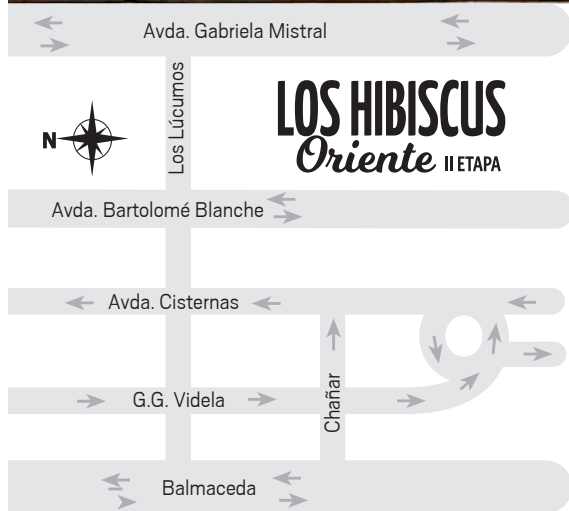 Avda. Gabriela Mistral
Los Lúcumos
N
LOS HIBISCUS
Oriente II ETAPA
Avda. Bartolomé Blanche
Avda. Cisternas
G.G. Videla
Chañar
Balmaceda